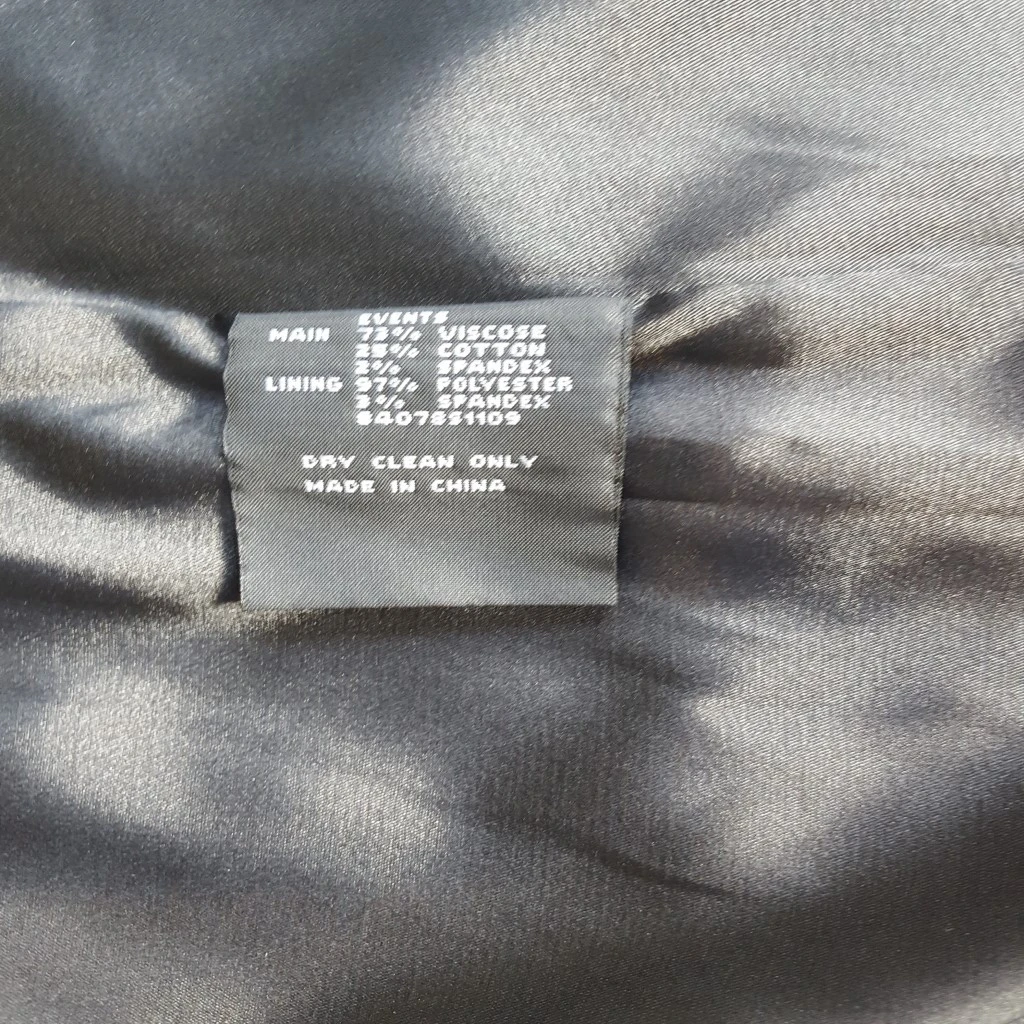 EVENTS
MAIN 73% VISCOSE
25% COTTON
2% SPANDEX
LINING 97% POLYESTER
3% SPANDEX
8407851109
DRY CLEAN ONLY
MADE IN CHINA